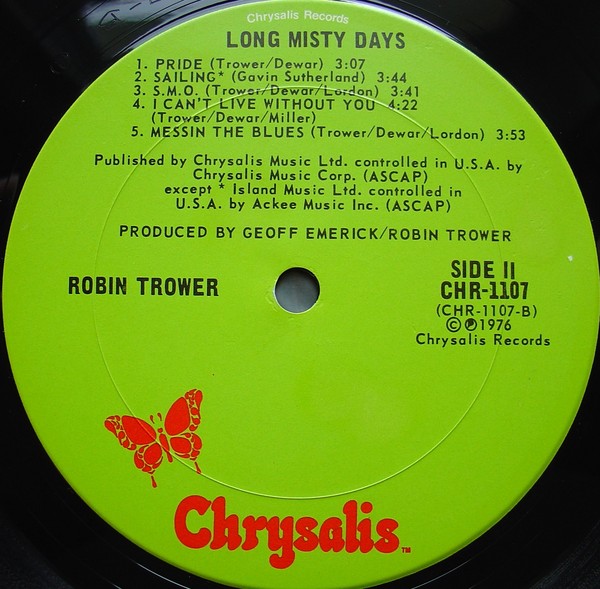 Chrysalis Records
LONG MISTY DAYS
1. PRIDE (Trower/Dewar) 3:07
2. SAILING* (Gavin Sutherland) 3:44
3. S.M.O. (Trower/Dewar/Lordon) 3:41
4. I CAN'T LIVE WITHOUT YOU 4:22
(Trower/Dewar/Miller)
5. MESSIN THE BLUES (Trower/Dewar/Lordon) 3:53
Published by Chrysalis Music Ltd. controlled in U.S.A. by
Chrysalis Music Corp. (ASCAP)
except * Island Music Ltd. controlled in
U.S.A. by Ackee Music Inc. (ASCAP)
PRODUCED BY GEOFF EMERICK/ROBIN TROWER
ROBIN TROWER
SIDE II
CHR-1107
(CHR-1107-B)
©℗1976
Chrysalis Records
Chrysalis™